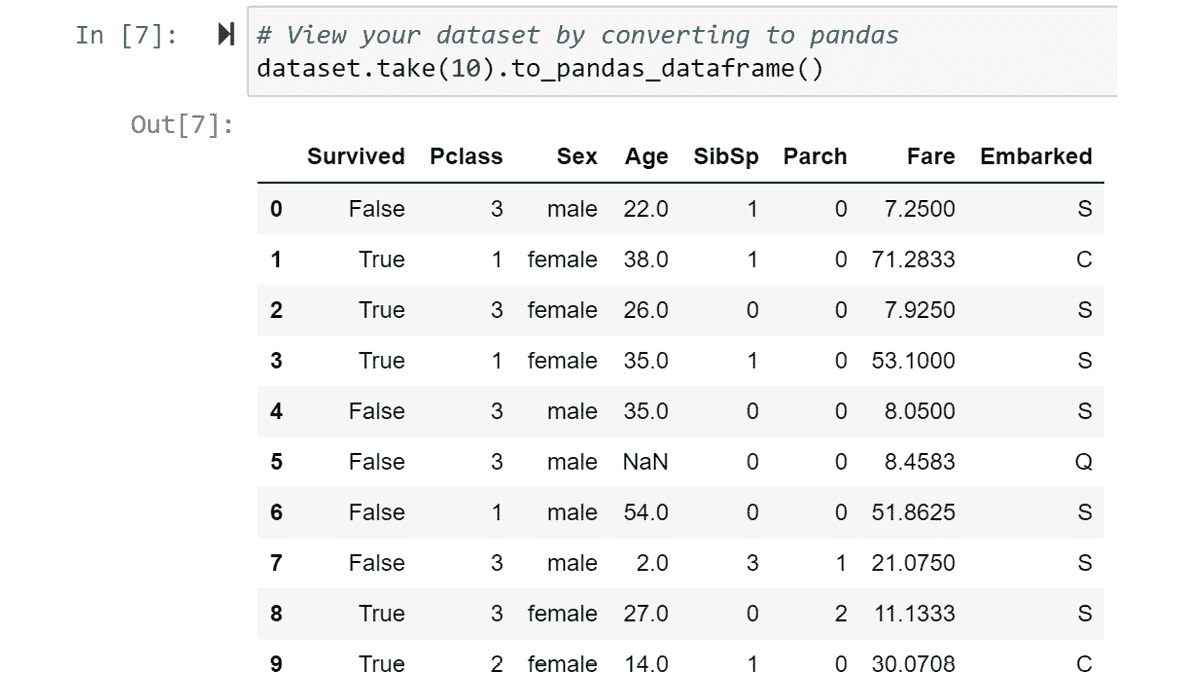 In [7]: # View your dataset by converting to pandas
dataset.take(10).to_pandas_dataframe()
Out[7]:
Survived Pclass Sex Age SibSp Parch Fare Embarked
0 False 3 male 22.0 1 0 7.2500 S
1 True 1 female 38.0 1 0 71.2833 C
2 True 3 female 26.0 0 0 7.9250 S
3 True 1 female 35.0 1 0 53.1000 S
4 False 3 male 35.0 0 0 8.0500 S
5 False 3 male NaN 0 0 8.4583 Q
6 False 1 male 54.0 0 0 51.8625 S
7 False 3 male 2.0 3 1 21.0750 S
8 True 3 female 27.0 0 2 11.1333 S
9 True 2 female 14.0 1 0 30.0708 C